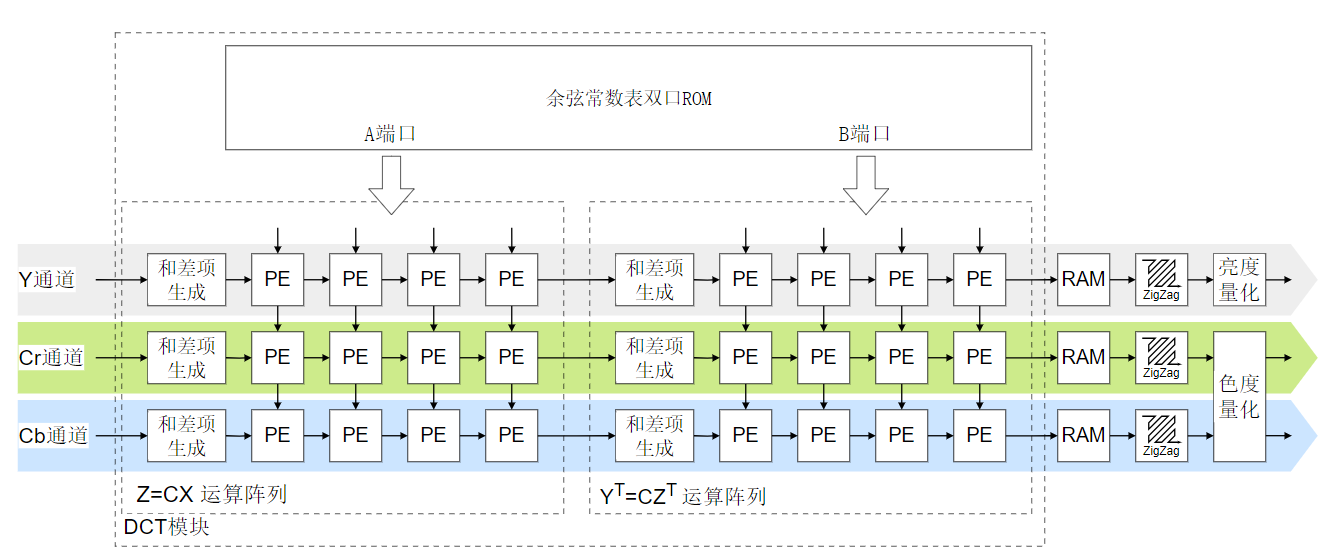 余弦常数表双口ROM
A端口 B端口
Y通道 和差项生成 PE PE PE PE 和差项生成 PE PE PE PE RAM ZigZag 亮度量化
Cr通道 和差项生成 PE PE PE PE 和差项生成 PE PE PE PE RAM ZigZag 色度量化
Cb通道 和差项生成 PE PE PE PE 和差项生成 PE PE PE PE RAM ZigZag
Z=CX 运算阵列 Yᵀ=CZᵀ 运算阵列
DCT模块